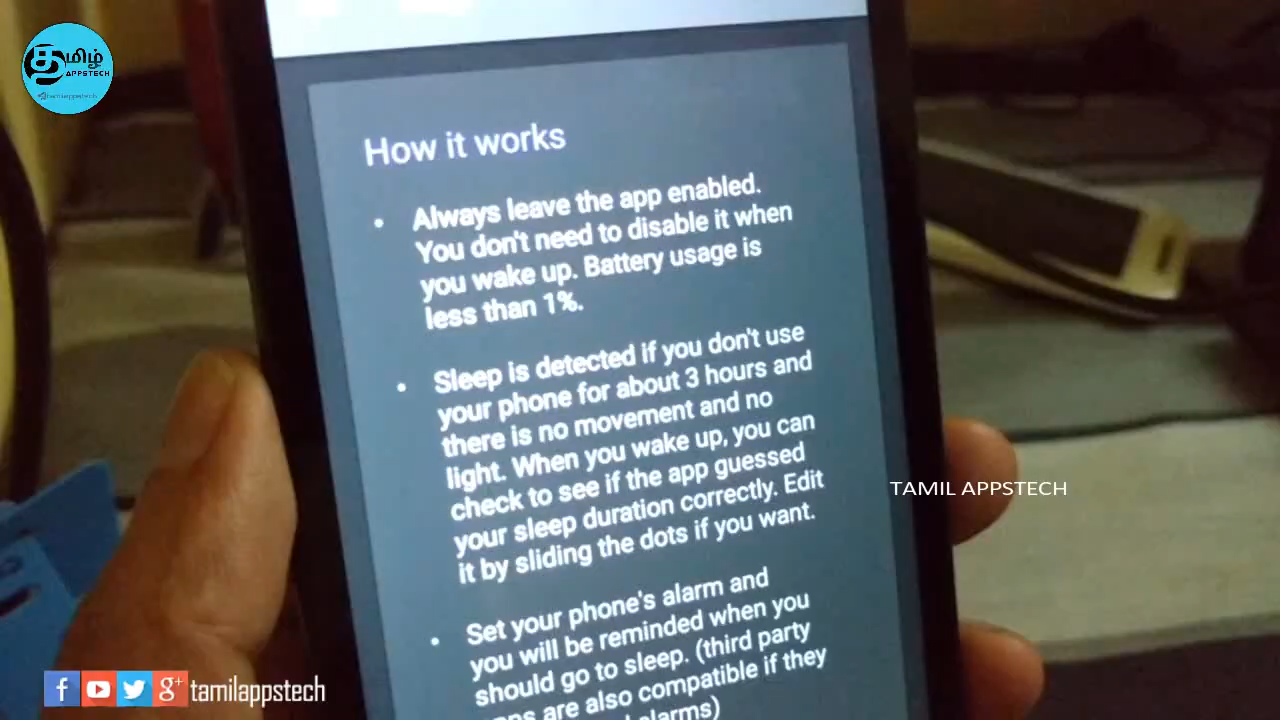 தமிழ்
APPSTECH
tamilappstech
How it works
• Always leave the app enabled.
You don't need to disable it when
you wake up. Battery usage is
less than 1%.
• Sleep is detected if you don't use
your phone for about 3 hours and
there is no movement and no
light. When you wake up, you can
check to see if the app guessed
your sleep duration correctly. Edit
it by sliding the dots if you want.
• Set your phone's alarm and
you will be reminded when you
should go to sleep. (third party
are also compatible if they
alarms)
TAMIL APPSTECH
f g+ tamilappstech